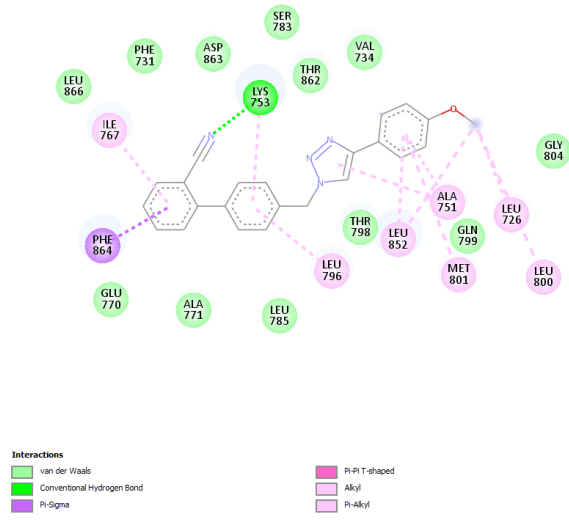 SER
783
PHE
731
ASP
863
VAL
734
LEU
866
LYS
753
THR
862
ILE
767
N
N
N
N
O
GLY
804
ALA
751
LEU
726
THR
798
LEU
852
GLN
799
PHE
864
LEU
796
MET
801
LEU
800
GLU
770
ALA
771
LEU
785
Interactions
van der Waals
Conventional Hydrogen Bond
Pi-Sigma
Pi-Pi T-shaped
Alkyl
Pi-Alkyl